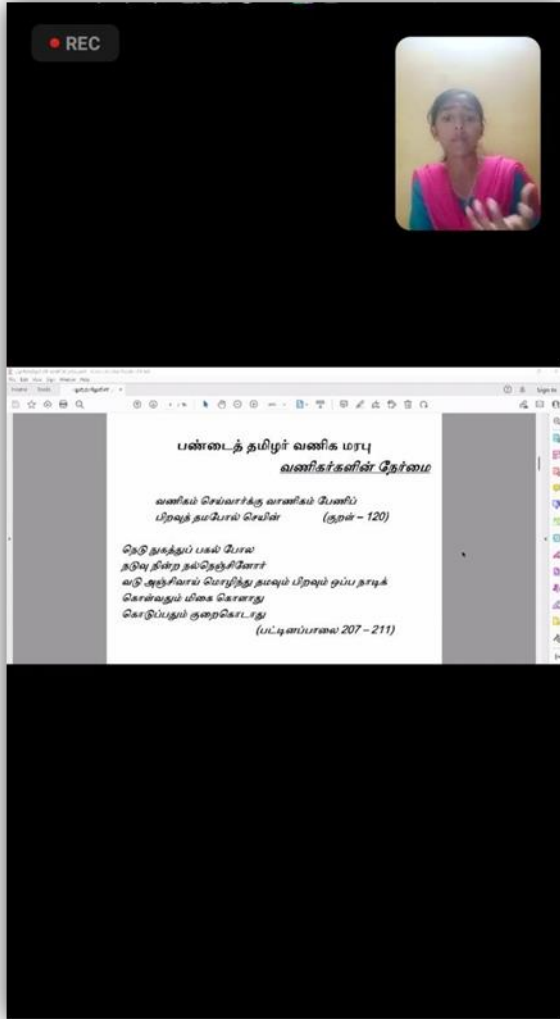 REC
பண்டைத் தமிழர் வணிக மரபு
வணிகர்களின் நேர்மை
வணிகம் செய்வார்க்கு வாணிகம் பேணிப்
பிறவுந் தமபோல் செயின் (குறள் – 120)
நெடு நுகத்துப் பகல் போல
நடுவு நின்ற நல்நெஞ்சினோர்
வடு அஞ்சிவாய் மொழிந்து தமவும் பிறவும் ஒப்ப நாடிக்
கொள்வதும் மிகை கொளாது
கொடுப்பதும் குறைகொடாது
(பட்டினப்பாலை 207 – 211)